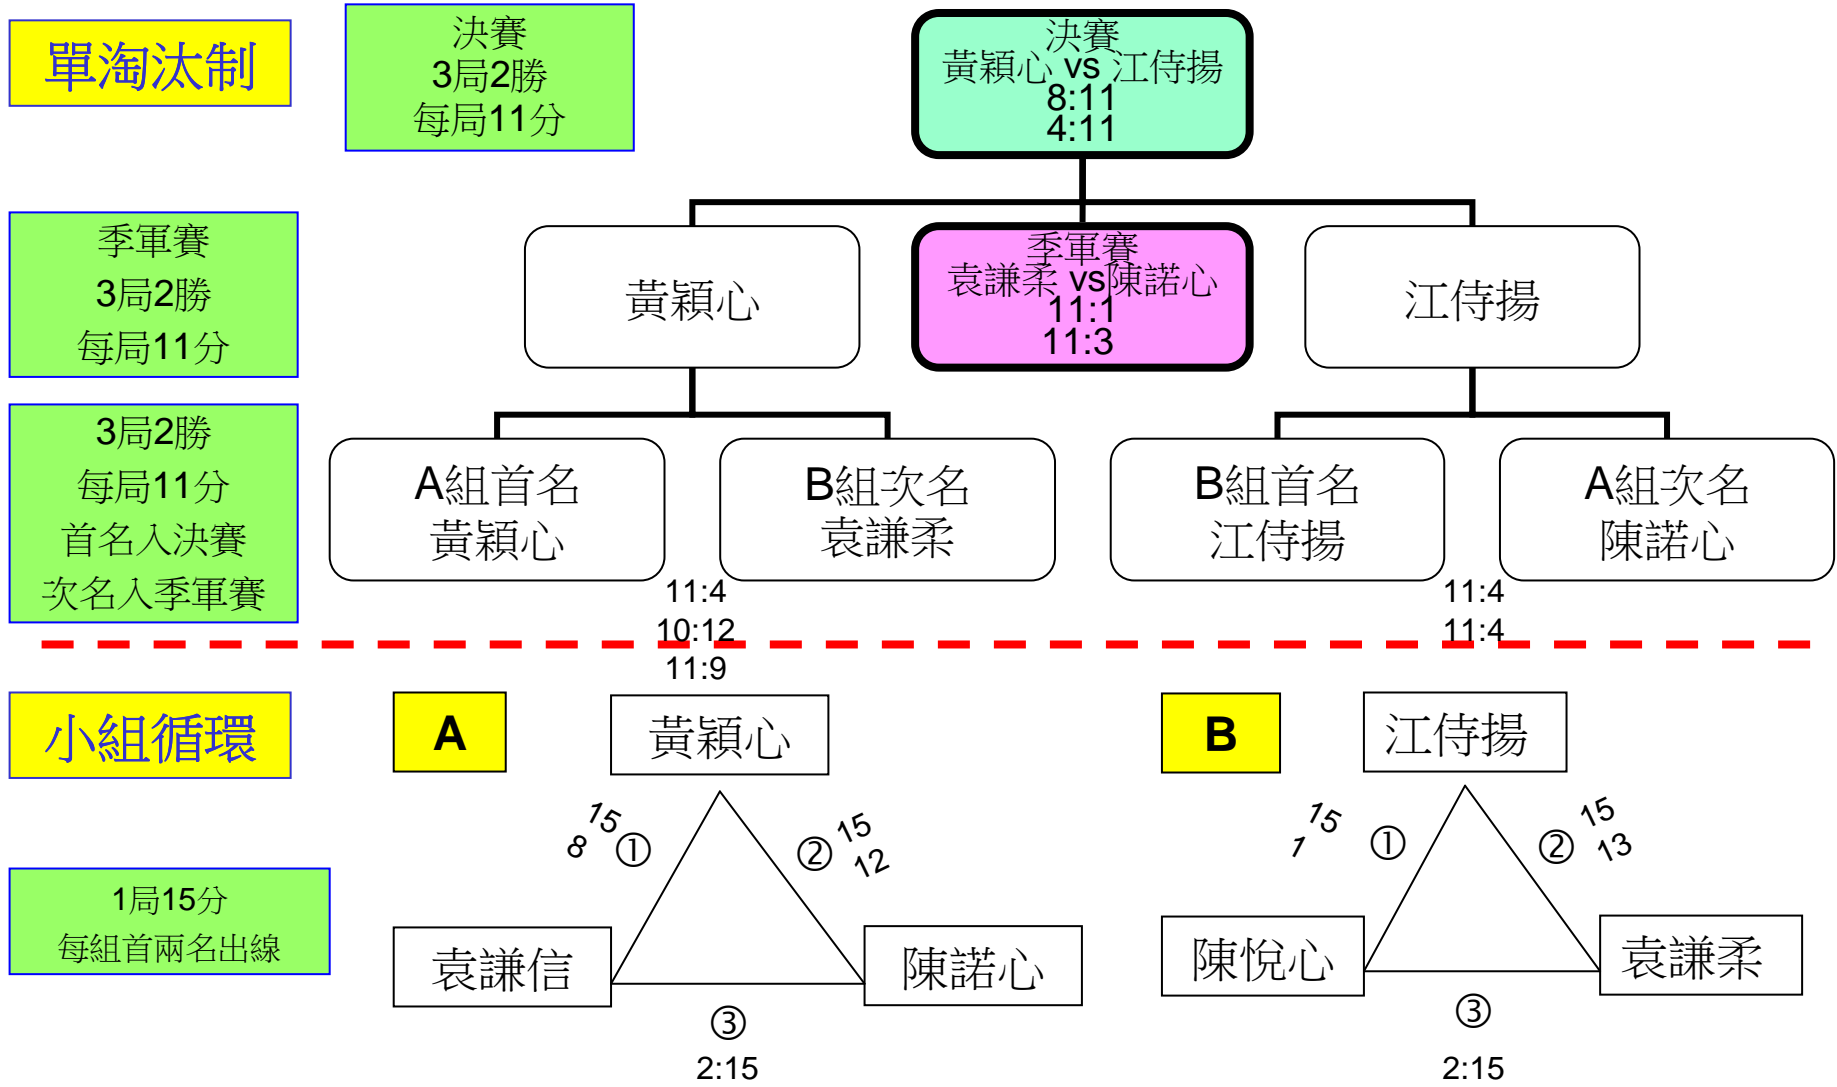 單淘汰制
決賽
3局2勝
每局11分
決賽
黃穎心 vs 江侍揚
8:11
4:11
季軍賽
3局2勝
每局11分
黃穎心
季軍賽
袁謙柔 vs陳諾心
11:1
11:3
江侍揚
3局2勝
每局11分
首名入決賽
次名入季軍賽
A組首名
黃穎心
B組次名
袁謙柔
B組首名
江侍揚
A組次名
陳諾心
11:4
10:12
11:9
11:4
11:4
小組循環
A
黃穎心
B
江侍揚
15
8
①
②
15
12
15
1
①
②
15
13
1局15分
每組首兩名出線
袁謙信
陳諾心
陳悅心
袁謙柔
③
2:15
③
2:15